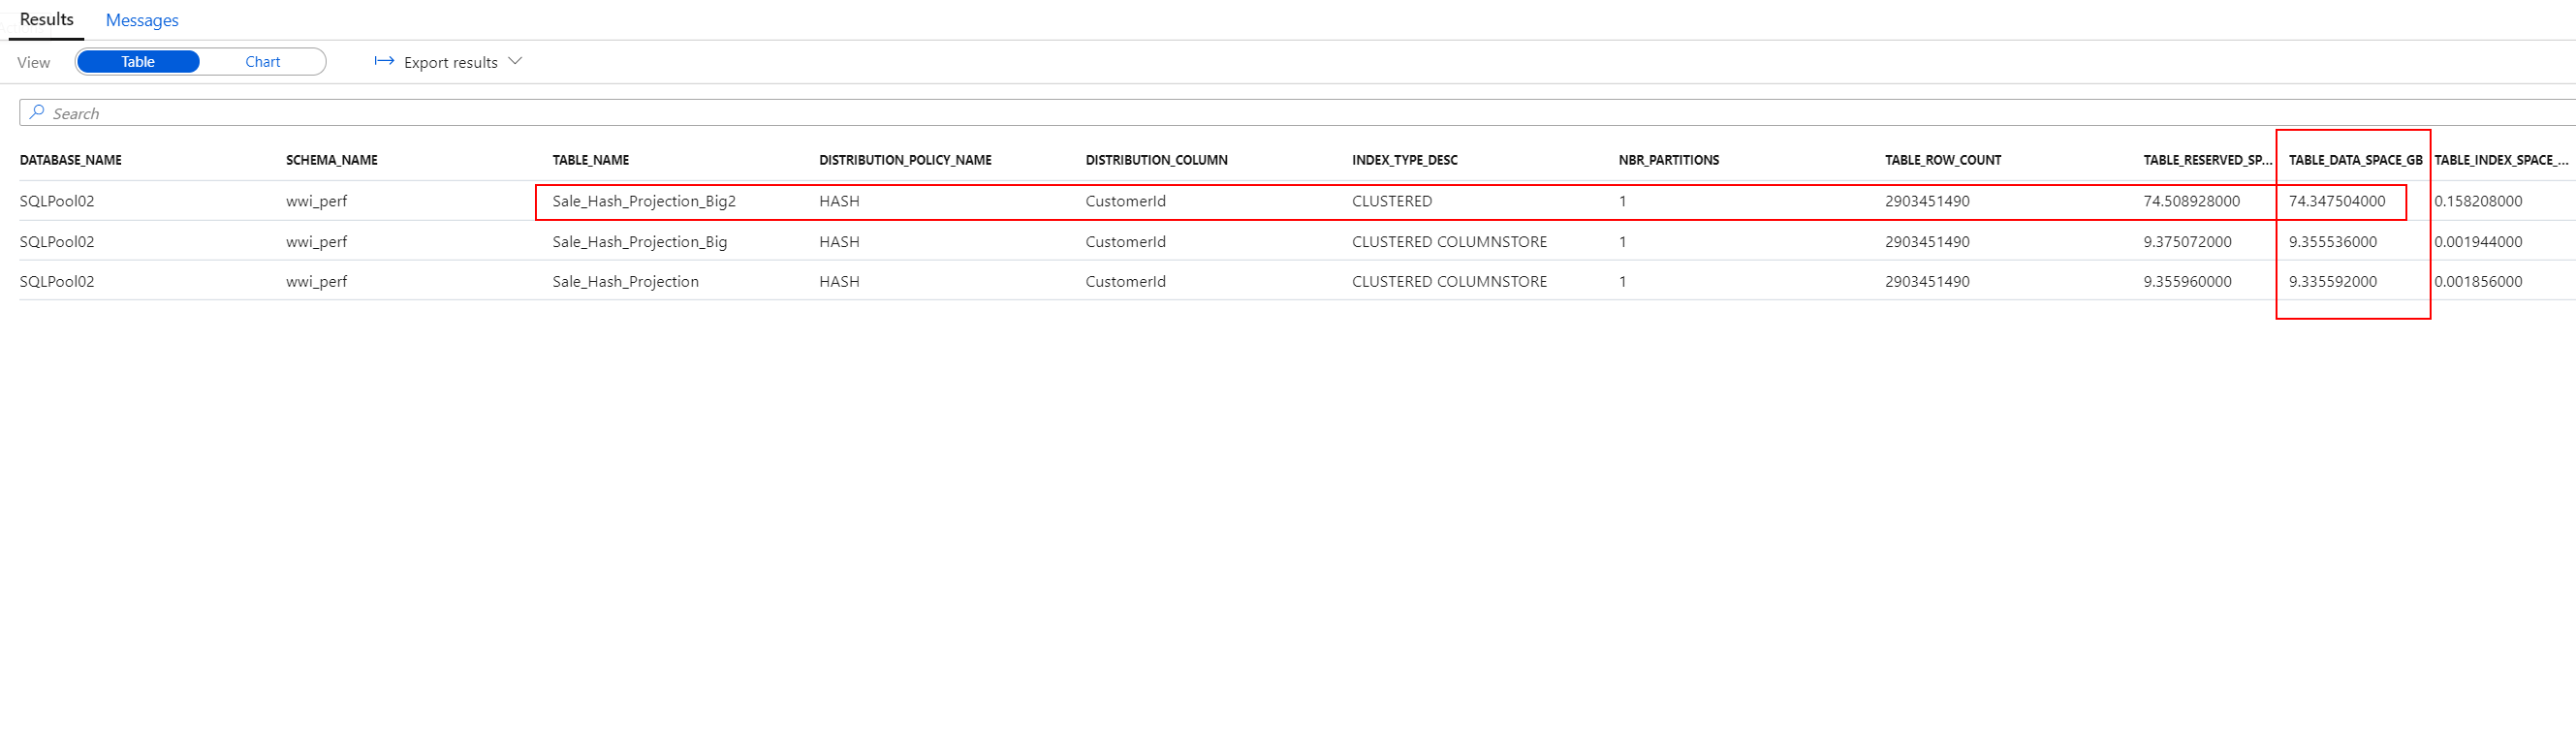 Results Messages
View Table Chart Export results
Search
DATABASE_NAME SCHEMA_NAME TABLE_NAME DISTRIBUTION_POLICY_NAME DISTRIBUTION_COLUMN INDEX_TYPE_DESC NBR_PARTITIONS TABLE_ROW_COUNT TABLE_RESERVED_SP... TABLE_DATA_SPACE_GB TABLE_INDEX_SPACE_...
SQLPool02 wwi_perf Sale_Hash_Projection_Big2 HASH CustomerId CLUSTERED 1 2903451490 74.508928000 74.347504000 0.158208000
SQLPool02 wwi_perf Sale_Hash_Projection_Big HASH CustomerId CLUSTERED COLUMNSTORE 1 2903451490 9.375072000 9.355536000 0.001944000
SQLPool02 wwi_perf Sale_Hash_Projection HASH CustomerId CLUSTERED COLUMNSTORE 1 2903451490 9.355960000 9.335592000 0.001856000